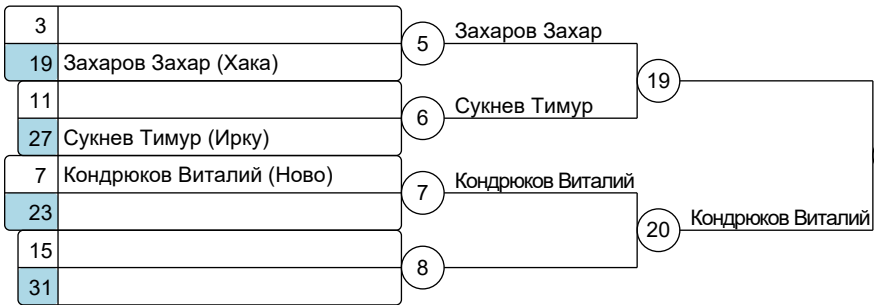 3
5
Захаров Захар
19 Захаров Захар (Хака)
19
11
6
Сукнев Тимур
27 Сукнев Тимур (Ирку)
7 Кондрюков Виталий (Ново)
7
Кондрюков Виталий
23
20
Кондрюков Виталий
15
8
31